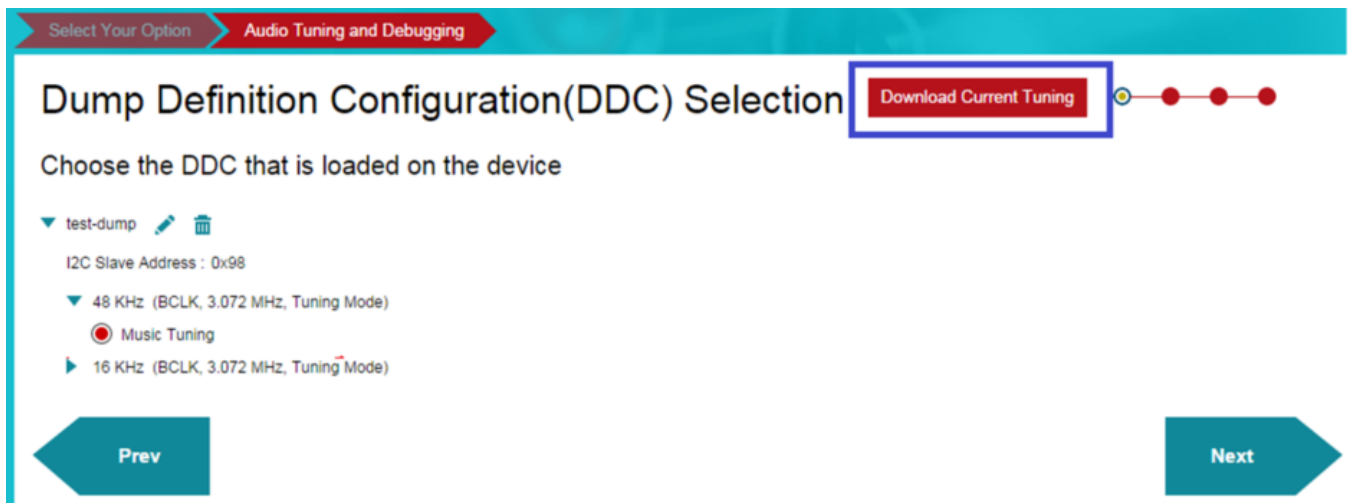 Select Your Option Audio Tuning and Debugging
Dump Definition Configuration(DDC) Selection Download Current Tuning
Choose the DDC that is loaded on the device
test-dump
I2C Slave Address : 0x98
48 KHz (BCLK, 3.072 MHz, Tuning Mode)
Music Tuning
16 KHz (BCLK, 3.072 MHz, Tuning Mode)
Prev Next